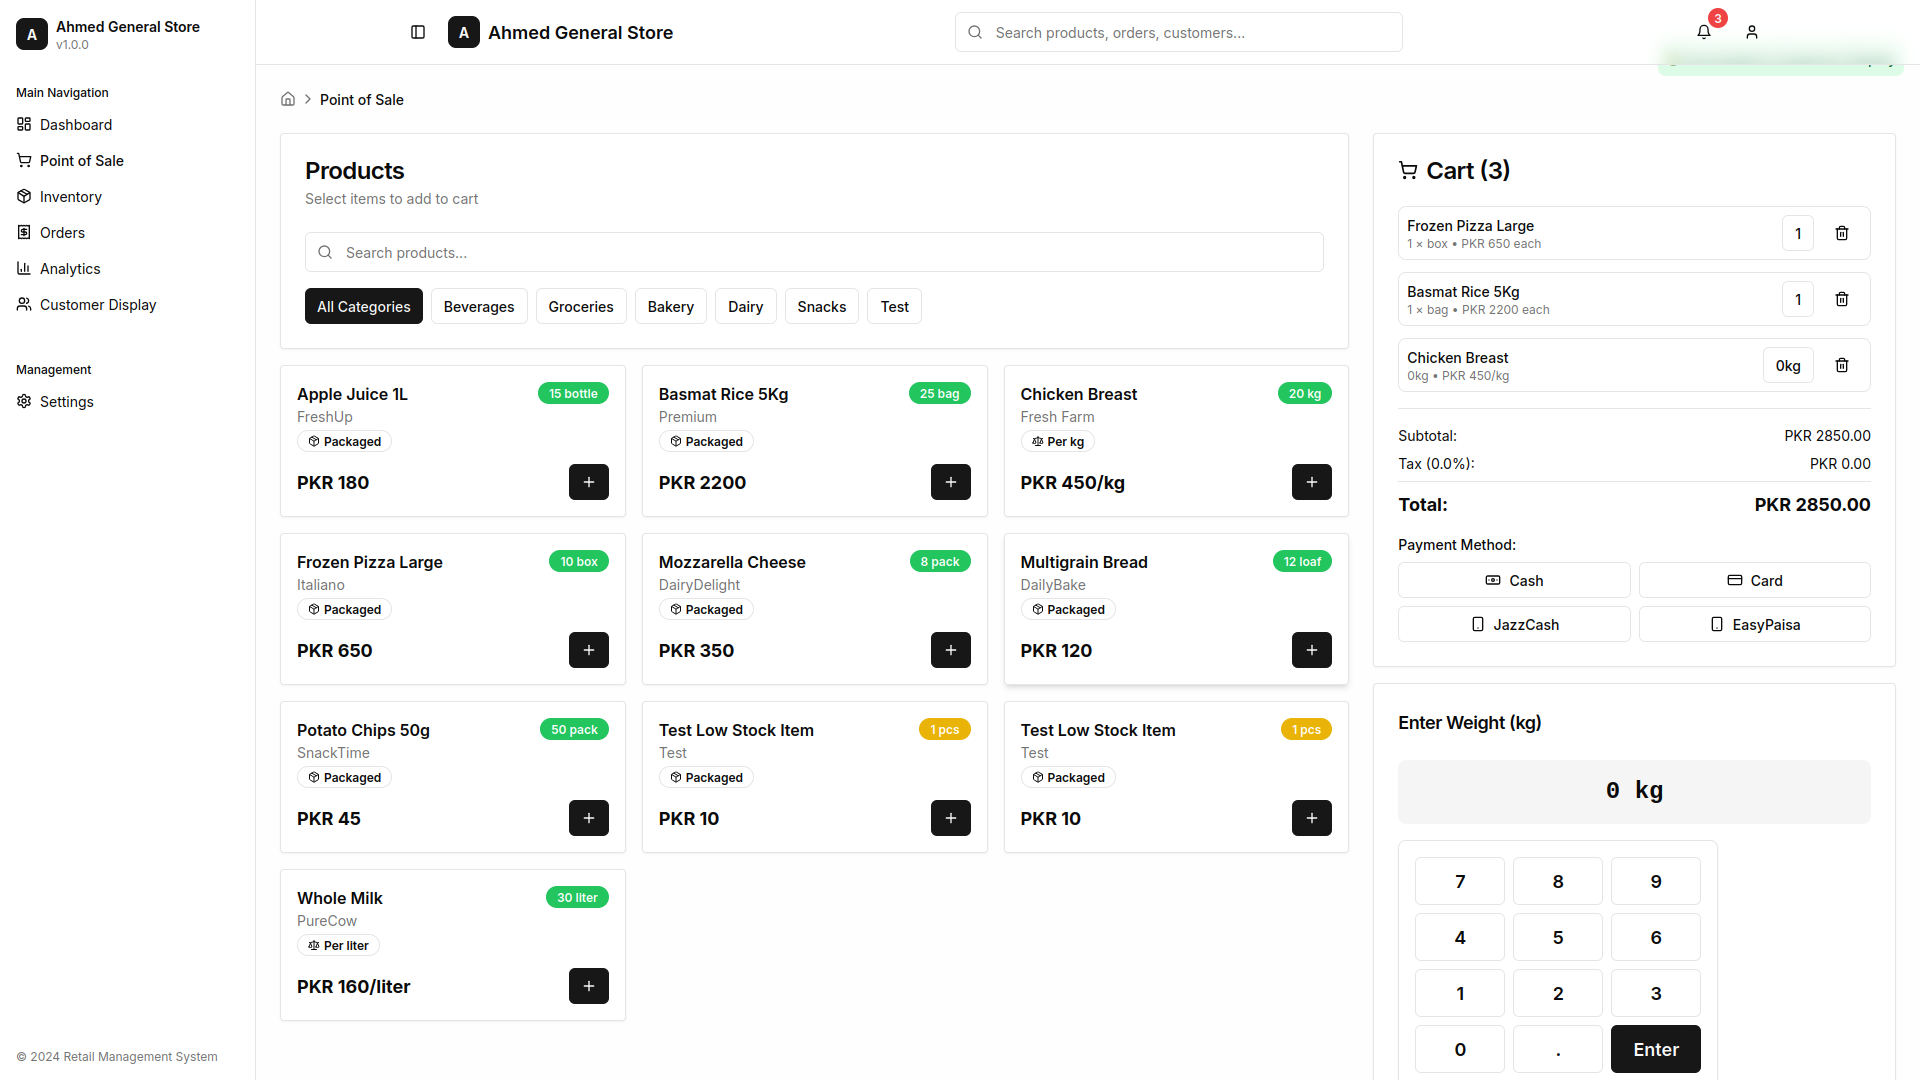 A
Ahmed General Store
v1.0.0
Main Navigation
Dashboard
Point of Sale
Inventory
Orders
Analytics
Customer Display
Management
Settings
© 2024 Retail Management System
A
Ahmed General Store
Search products, orders, customers...
3
Point of Sale
Products
Select items to add to cart
Search products...
All Categories
Beverages
Groceries
Bakery
Dairy
Snacks
Test
Apple Juice 1L
15 bottle
FreshUp
Packaged
PKR 180
Basmat Rice 5Kg
25 bag
Premium
Packaged
PKR 2200
Chicken Breast
20 kg
Fresh Farm
Per kg
PKR 450/kg
Frozen Pizza Large
10 box
Italiano
Packaged
PKR 650
Mozzarella Cheese
8 pack
DairyDelight
Packaged
PKR 350
Multigrain Bread
12 loaf
DailyBake
Packaged
PKR 120
Potato Chips 50g
50 pack
SnackTime
Packaged
PKR 45
Test Low Stock Item
1 pcs
Test
Packaged
PKR 10
Test Low Stock Item
1 pcs
Test
Packaged
PKR 10
Whole Milk
30 liter
PureCow
Per liter
PKR 160/liter
Cart (3)
Frozen Pizza Large
1 × box • PKR 650 each
1
Basmat Rice 5Kg
1 × bag • PKR 2200 each
1
Chicken Breast
0kg • PKR 450/kg
0kg
Subtotal: PKR 2850.00
Tax (0.0%): PKR 0.00
Total: PKR 2850.00
Payment Method:
Cash
Card
JazzCash
EasyPaisa
Enter Weight (kg)
0 kg
7 8 9
4 5 6
1 2 3
0 . Enter